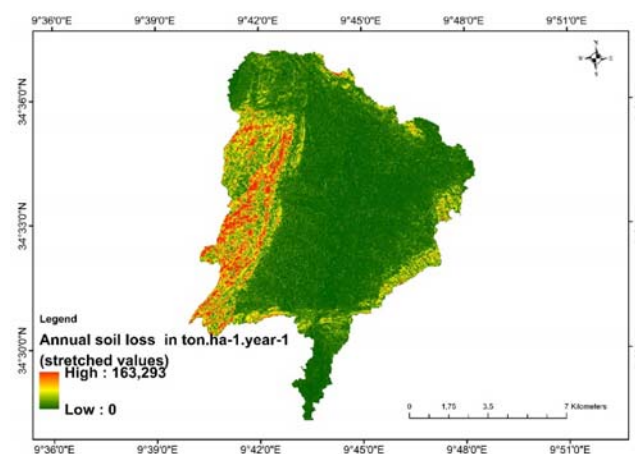 9°36'0"E 9°39'0"E 9°42'0"E 9°45'0"E 9°48'0"E 9°51'0"E
34°36'0"N
34°33'0"N
34°30'0"N
Legend
Annual soil loss in ton.ha-1.year-1
(stretched values)
High : 163,293
Low : 0
0 1,75 3,5 7 Kilometers
9°36'0"E 9°39'0"E 9°42'0"E 9°45'0"E 9°48'0"E 9°51'0"E